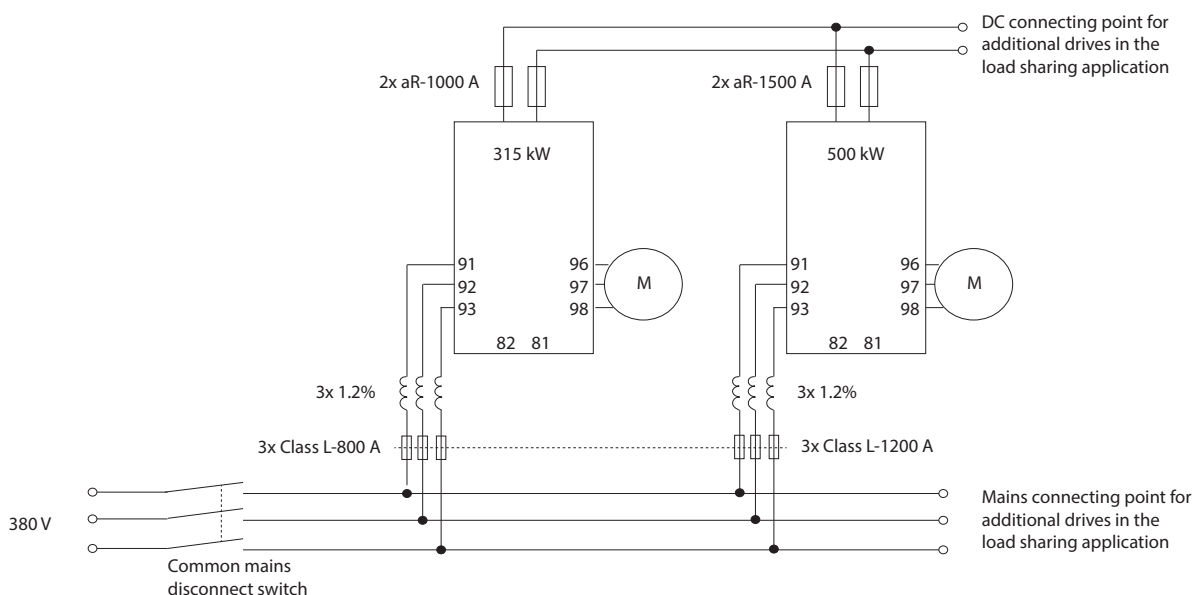 DC connecting point for
additional drives in the
load sharing application
2x aR-1000 A
2x aR-1500 A
315 kW
500 kW
91
92
93
96
97
98
M
82 81
91
92
93
96
97
98
M
82 81
3x 1.2%
3x 1.2%
3x Class L-800 A
3x Class L-1200 A
380 V
Common mains
disconnect switch
Mains connecting point for
additional drives in the
load sharing application